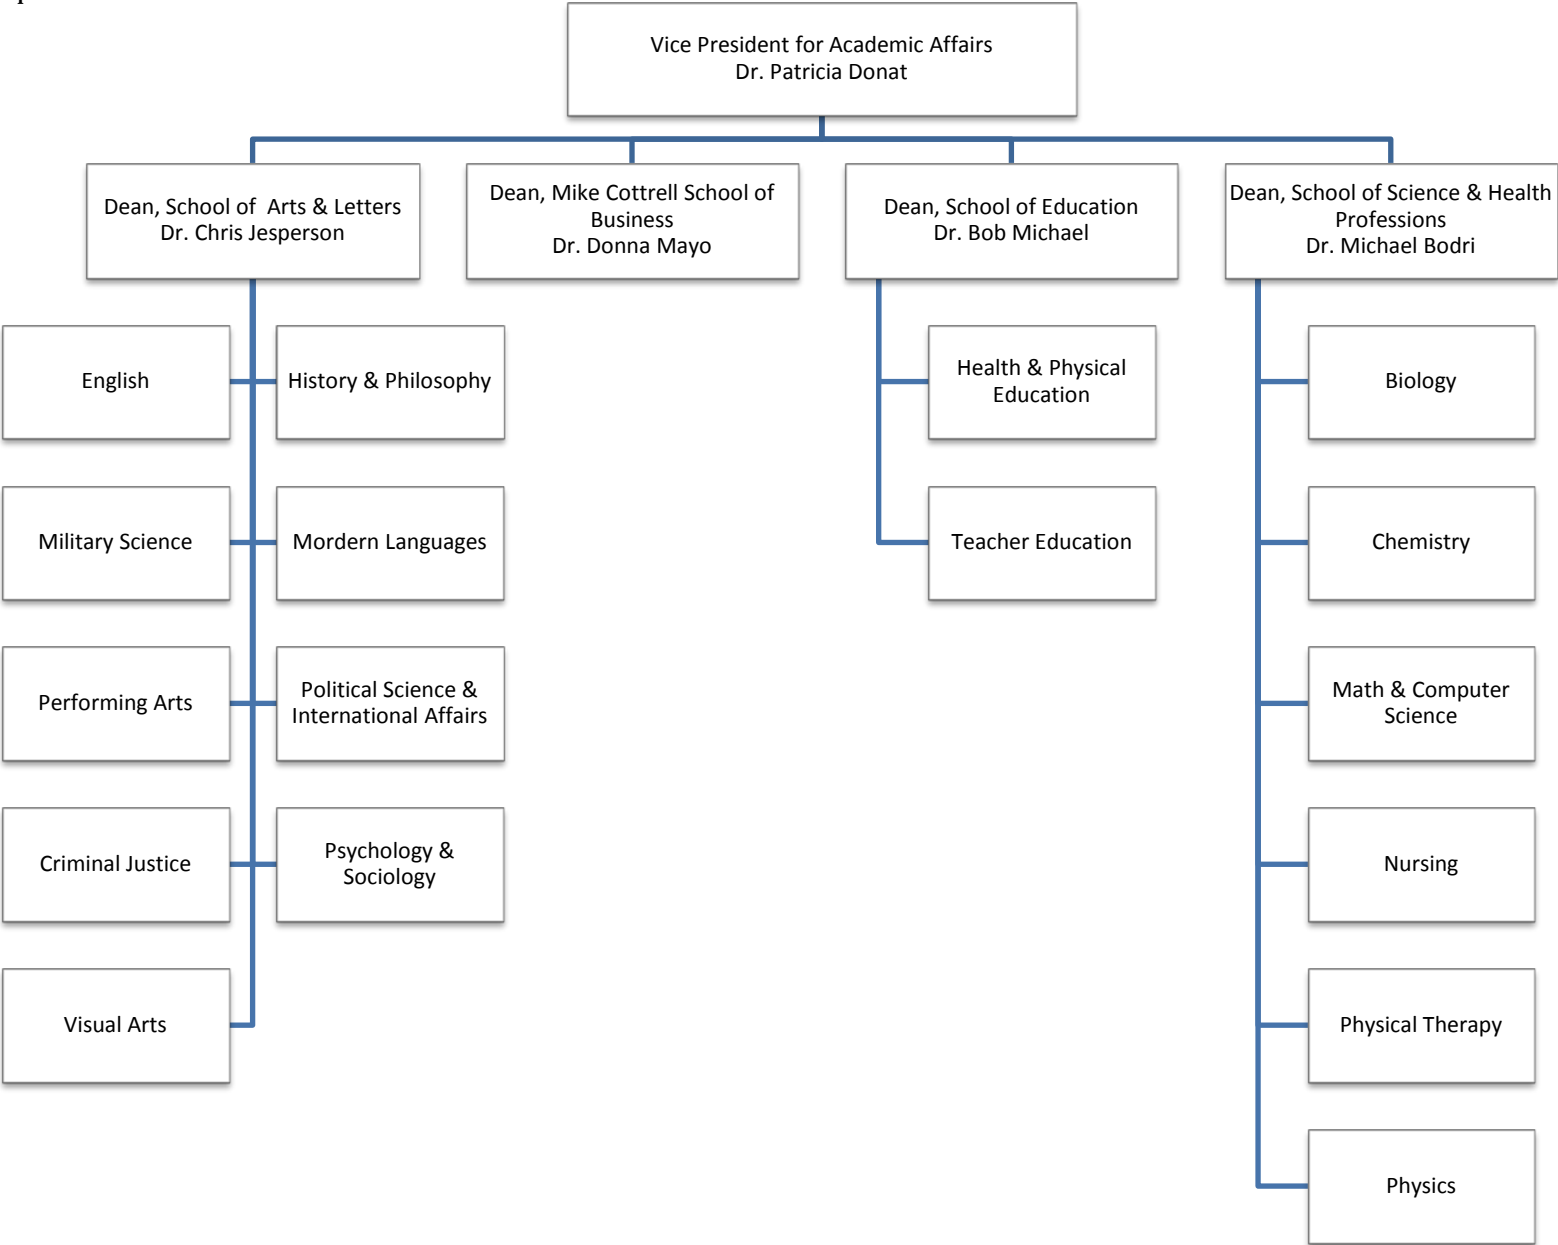 Vice President for Academic Affairs
Dr. Patricia Donat
Dean, School of  Arts & Letters
Dr. Chris Jesperson
Dean, Mike Cottrell School of
Business
Dr. Donna Mayo
Dean, School of Education
Dr. Bob Michael
Dean, School of Science & Health
Professions
Dr. Michael Bodri
English
History & Philosophy
Health & Physical
Education
Biology
Military Science
Mordern Languages
Teacher Education
Chemistry
Performing Arts
Political Science &
International Affairs
Math & Computer
Science
Criminal Justice
Psychology &
Sociology
Nursing
Visual Arts
Physical Therapy
Physics